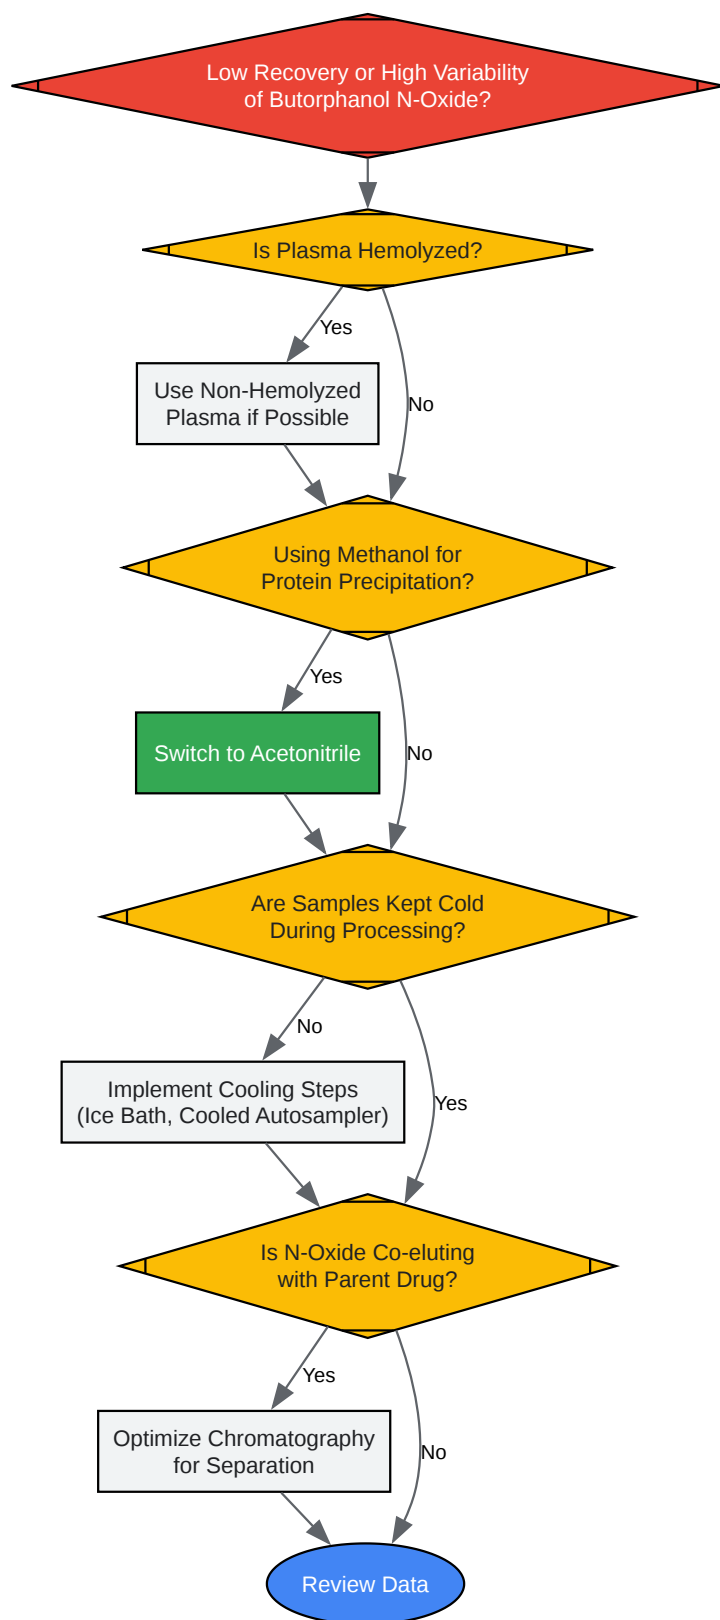 Low Recovery or High Variability
of Butorphanol N-Oxide?
Is Plasma Hemolyzed?
Yes
Use Non-Hemolyzed
Plasma if Possible
No
Using Methanol for
Protein Precipitation?
Yes
Switch to Acetonitrile
No
Are Samples Kept Cold
During Processing?
No
Implement Cooling Steps
(Ice Bath, Cooled Autosampler)
Yes
Is N-Oxide Co-eluting
with Parent Drug?
Yes
Optimize Chromatography
for Separation
No
Review Data